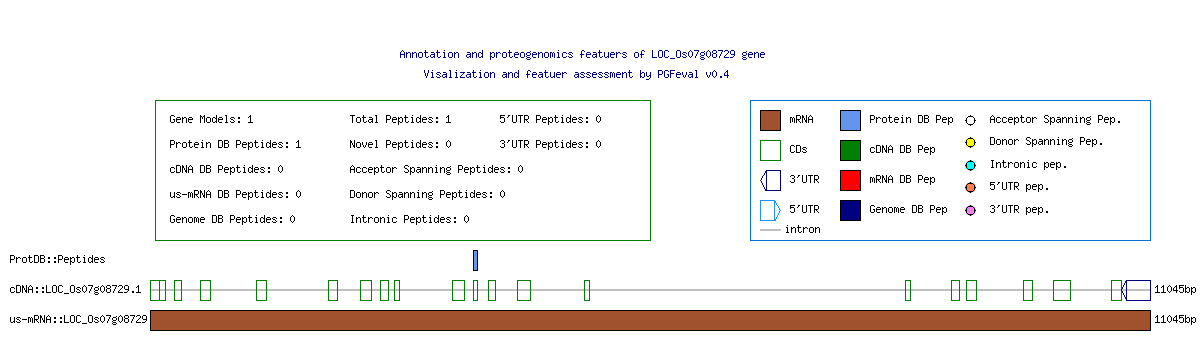 Annotation and proteogenomics featuers of LOC_Os07g08729 gene
Visalization and featuer assessment by PGFeval v0.4
Gene Models: 1 Total Peptides: 1 5'UTR Peptides: 0
Protein DB Peptides: 1 Novel Peptides: 0 3'UTR Peptides: 0
cDNA DB Peptides: 0 Acceptor Spanning Peptides: 0
us-mRNA DB Peptides: 0 Donor Spanning Peptides: 0
Genome DB Peptides: 0 Intronic Peptides: 0
mRNA Protein DB Pep Acceptor Spanning Pep.
CDs cDNA DB Pep Donor Spanning Pep.
3'UTR mRNA DB Pep Intronic pep.
5'UTR Genome DB Pep 5'UTR pep.
intron 3'UTR pep.
ProtDB::Peptides
cDNA::LOC_Os07g08729.1 11045bp
us-mRNA::LOC_Os07g08729 11045bp